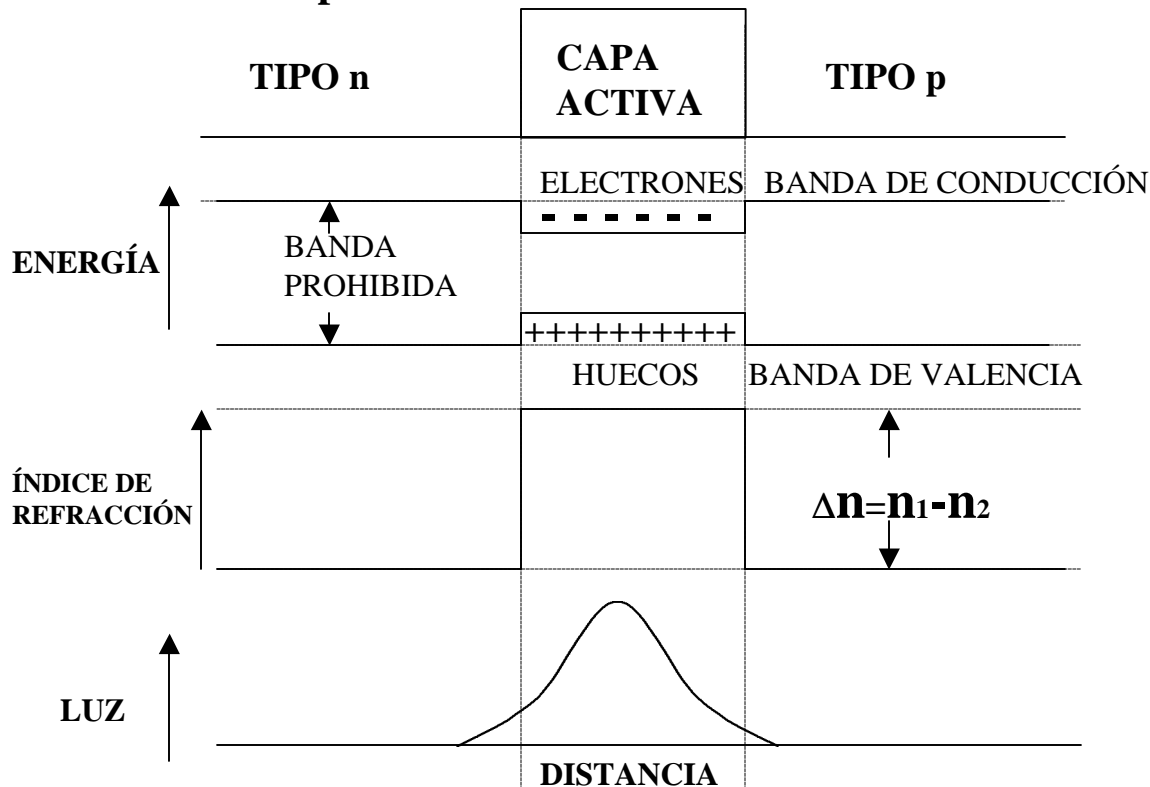 p
TIPO n
CAPA
ACTIVA
TIPO p
ELECTRONES
BANDA DE CONDUCCIÓN
- - - - - -
ENERGÍA
BANDA
PROHIBIDA
++++++++++
HUECOS
BANDA DE VALENCIA
ÍNDICE DE
REFRACCIÓN
Δn=n1-n2
LUZ
DISTANCIA